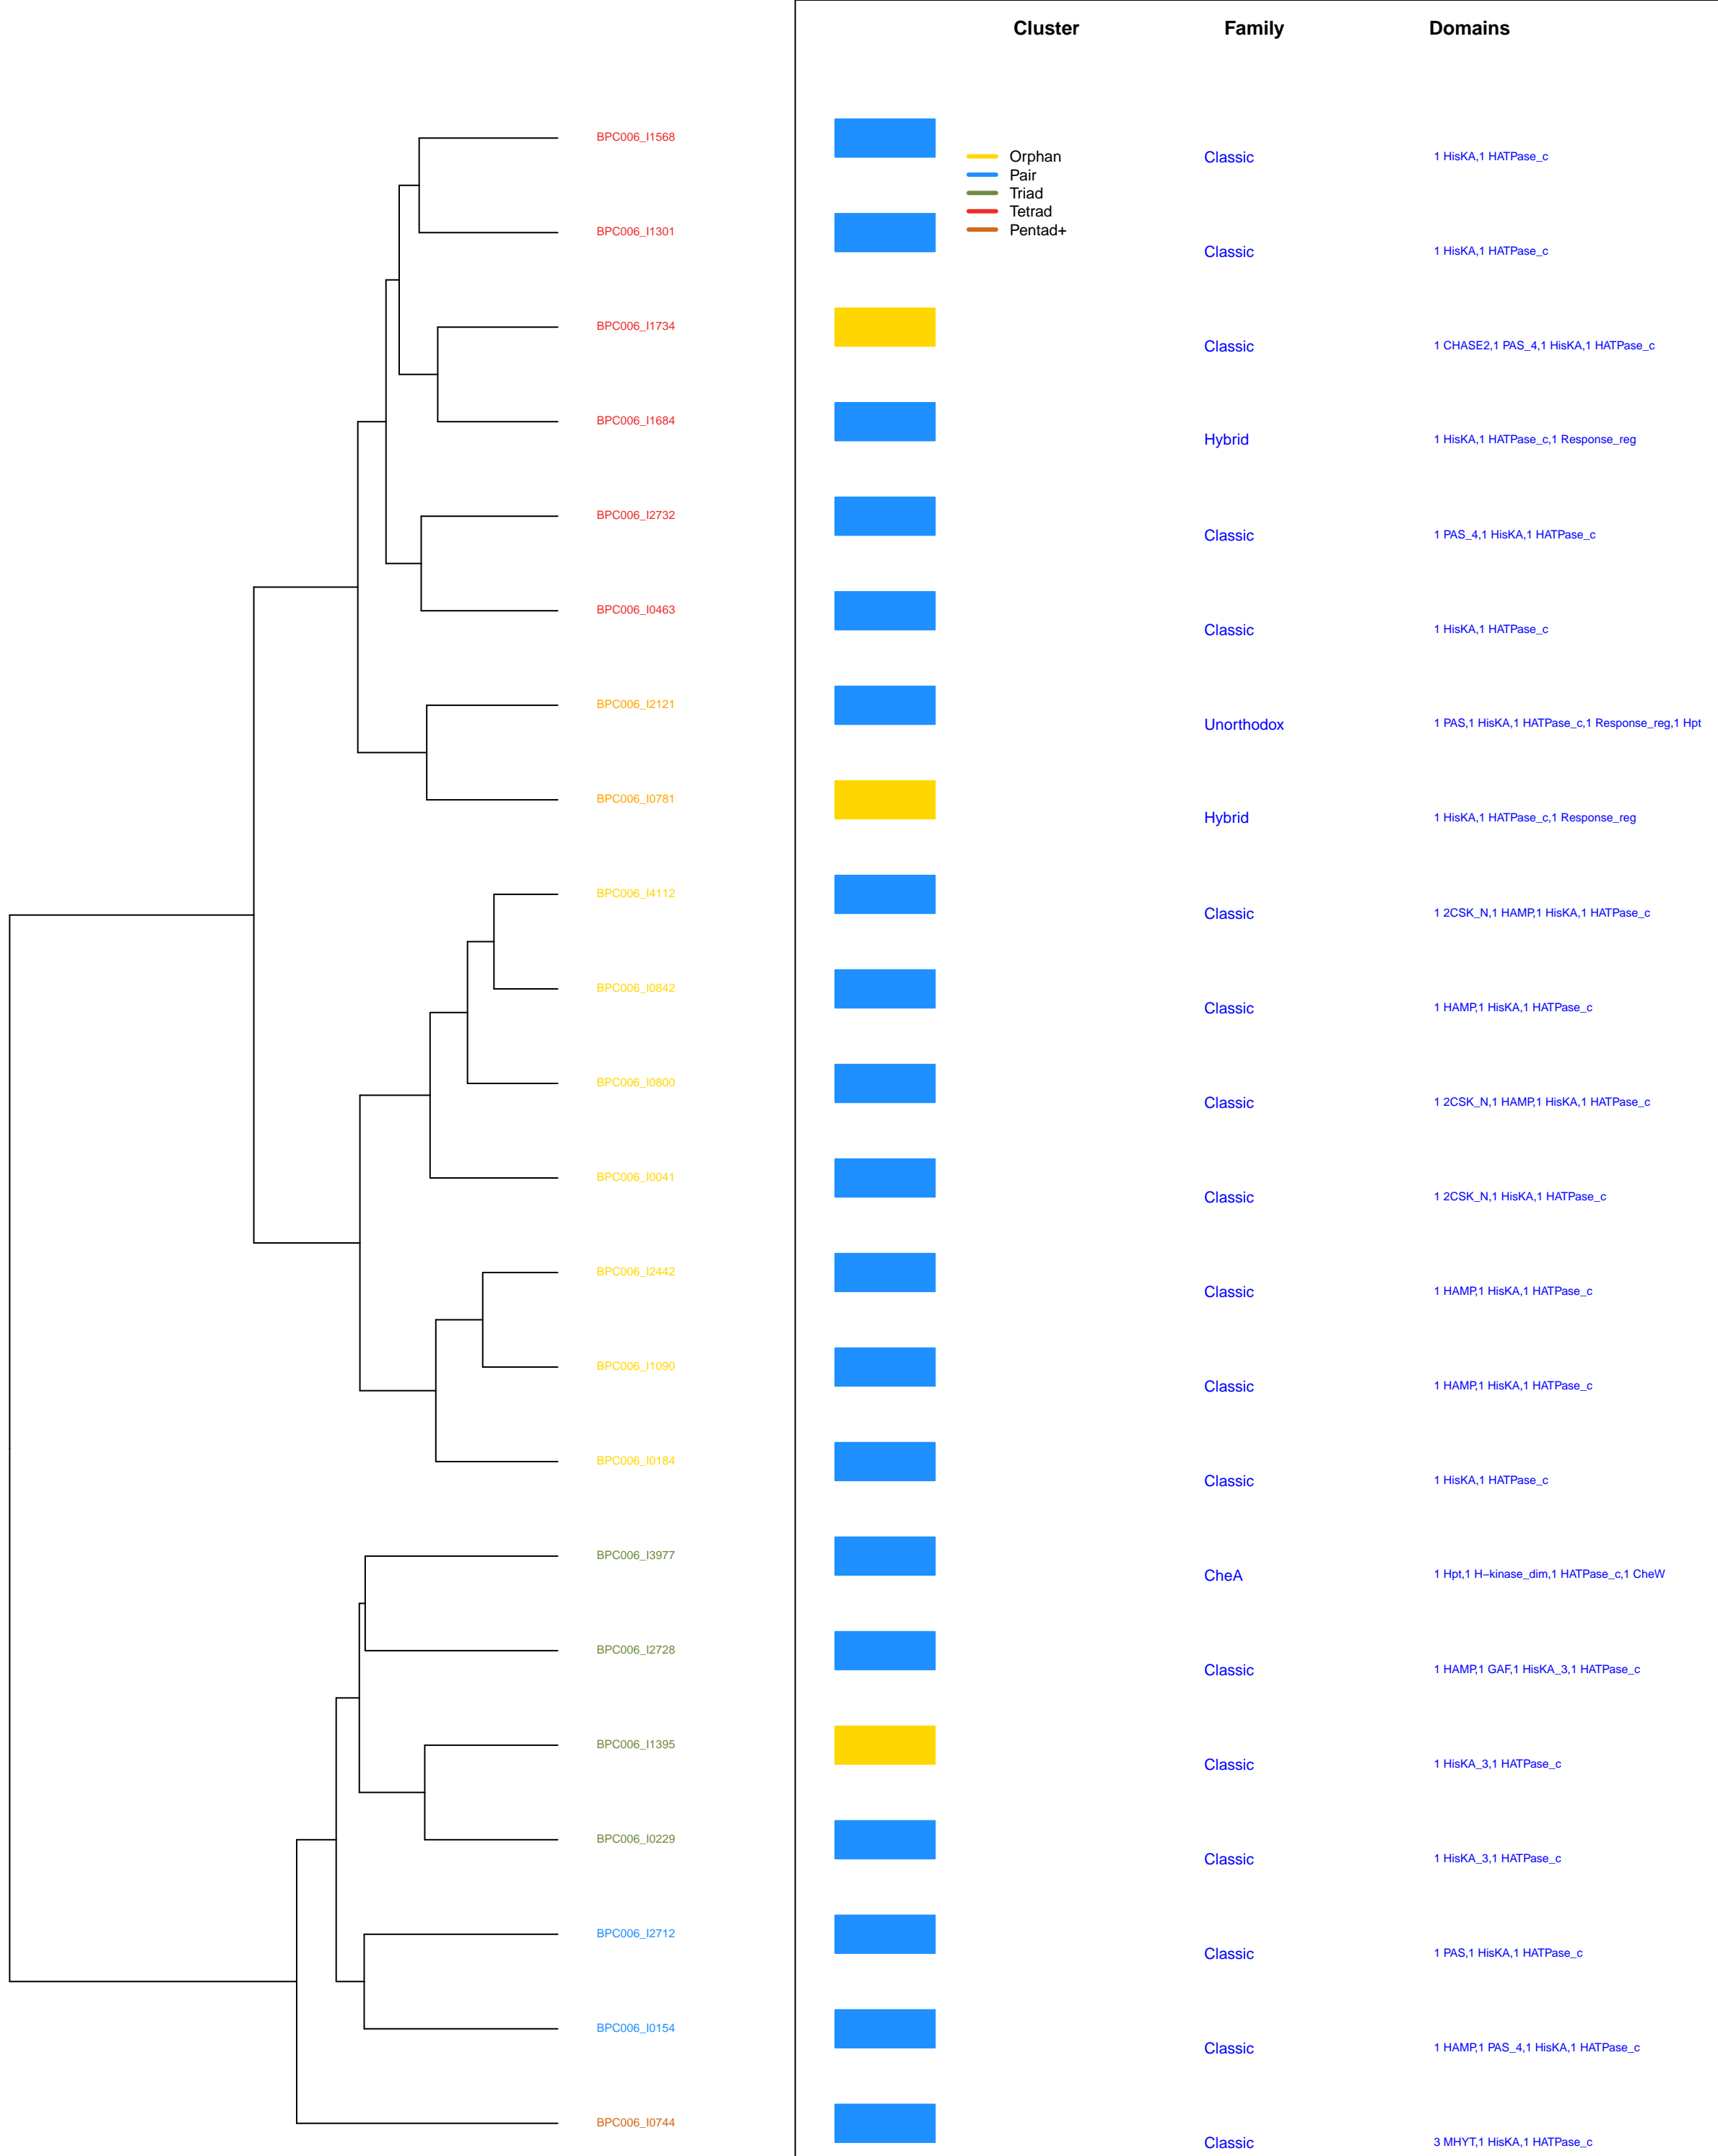 Cluster Family Domains
BPC006_I1568
Orphan
Classic 1 HisKA,1 HATPase_c
Pair
Triad
Tetrad
Pentad+
BPC006_I1301
Classic 1 HisKA,1 HATPase_c
BPC006_I1734
Classic 1 CHASE2,1 PAS_4,1 HisKA,1 HATPase_c
BPC006_I1684
Hybrid 1 HisKA,1 HATPase_c,1 Response_reg
BPC006_I2732
Classic 1 PAS_4,1 HisKA,1 HATPase_c
BPC006_I0463
Classic 1 HisKA,1 HATPase_c
BPC006_I2121
Unorthodox 1 PAS,1 HisKA,1 HATPase_c,1 Response_reg,1 Hpt
BPC006_I0781
Hybrid 1 HisKA,1 HATPase_c,1 Response_reg
BPC006_I4112
Classic 1 2CSK_N,1 HAMP,1 HisKA,1 HATPase_c
BPC006_I0842
Classic 1 HAMP,1 HisKA,1 HATPase_c
BPC006_I0800
Classic 1 2CSK_N,1 HAMP,1 HisKA,1 HATPase_c
BPC006_I0041
Classic 1 2CSK_N,1 HisKA,1 HATPase_c
BPC006_I2442
Classic 1 HAMP,1 HisKA,1 HATPase_c
BPC006_I1090
Classic 1 HAMP,1 HisKA,1 HATPase_c
BPC006_I0184
Classic 1 HisKA,1 HATPase_c
BPC006_I3977
CheA 1 Hpt,1 H−kinase_dim,1 HATPase_c,1 CheW
BPC006_I2728
Classic 1 HAMP,1 GAF,1 HisKA_3,1 HATPase_c
BPC006_I1395
Classic 1 HisKA_3,1 HATPase_c
BPC006_I0229
Classic 1 HisKA_3,1 HATPase_c
BPC006_I2712
Classic 1 PAS,1 HisKA,1 HATPase_c
BPC006_I0154
Classic 1 HAMP,1 PAS_4,1 HisKA,1 HATPase_c
BPC006_I0744
Classic 3 MHYT,1 HisKA,1 HATPase_c